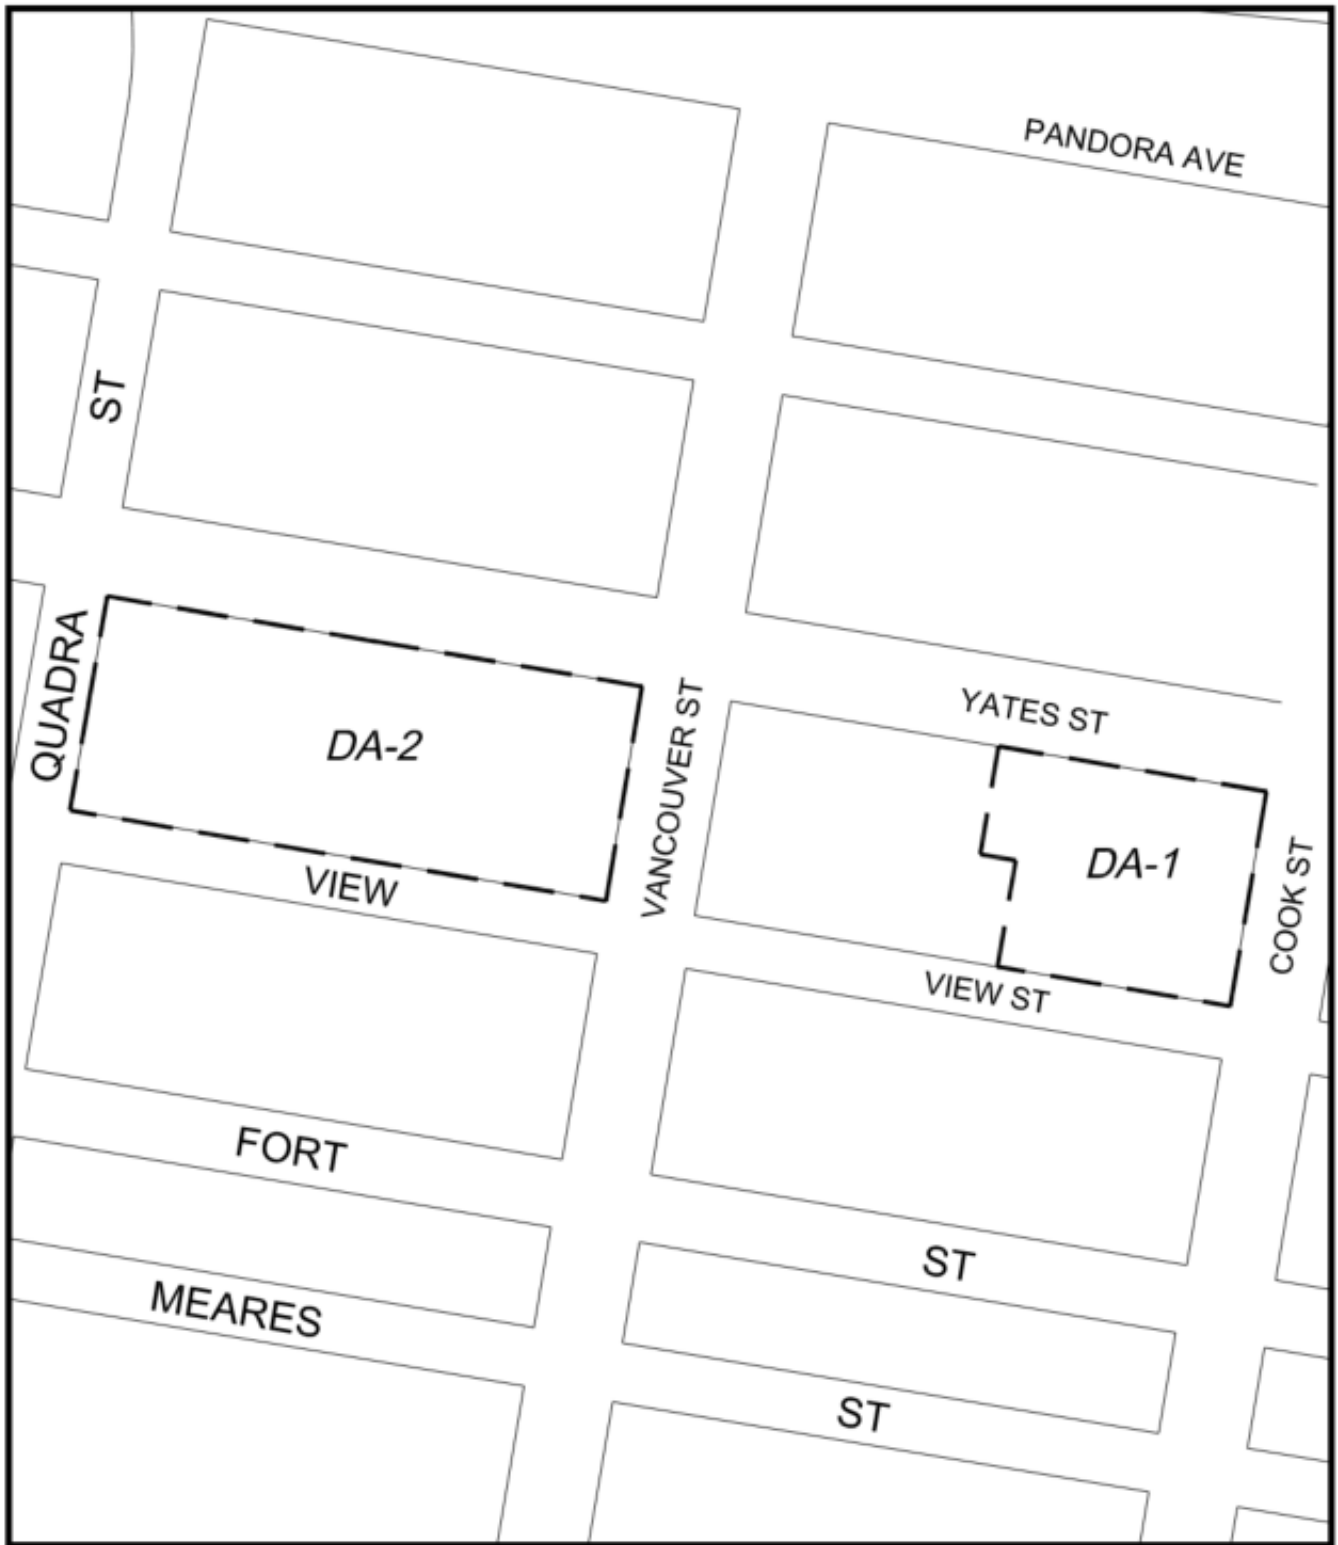 PANDORA AVE
ST
QUADRA
DA-2
VANCOUVER ST
YATES ST
DA-1
COOK ST
VIEW
VIEW ST
FORT
ST
MEARES
ST